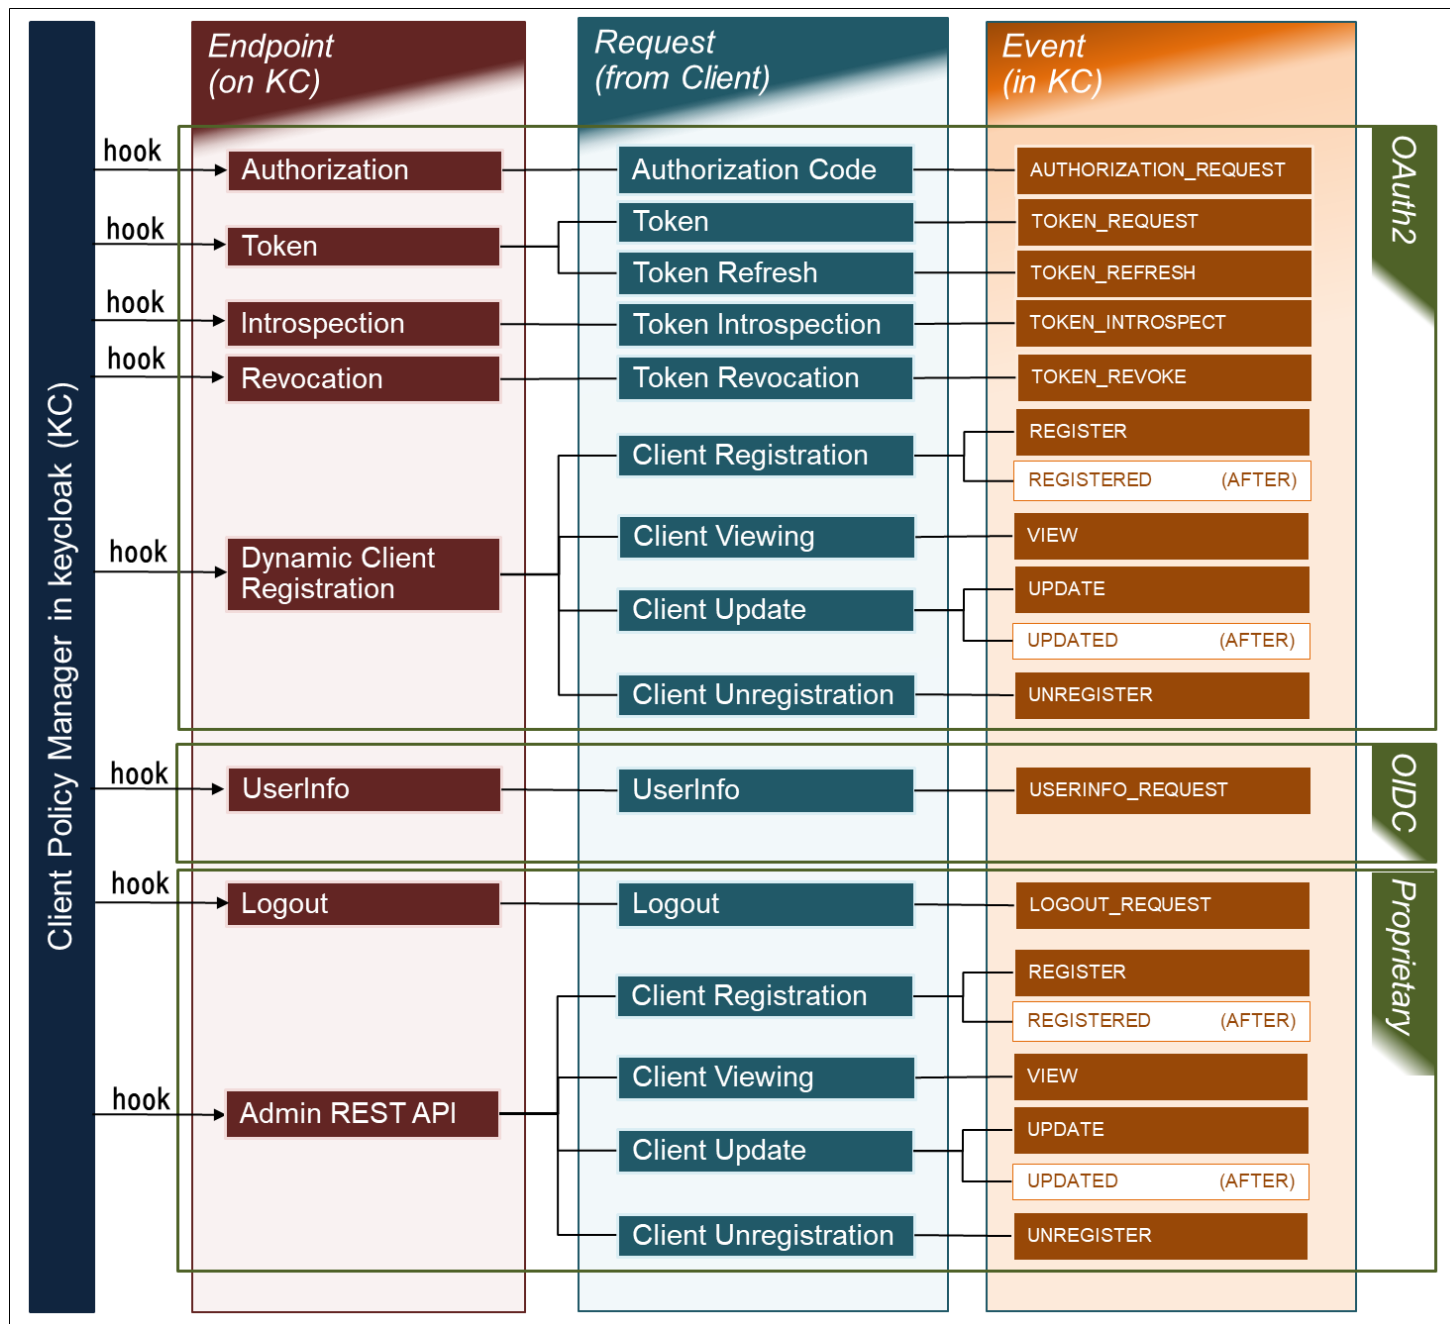 Client Policy Manager in keycloak (KC)
Endpoint
(on KC)
Request
(from Client)
Event
(in KC)
OAuth2
hook
Authorization
Authorization Code
AUTHORIZATION_REQUEST
hook
Token
Token
TOKEN_REQUEST
Token Refresh
TOKEN_REFRESH
hook
Introspection
Token Introspection
TOKEN_INTROSPECT
hook
Revocation
Token Revocation
TOKEN_REVOKE
hook
Dynamic Client
Registration
Client Registration
REGISTER
REGISTERED (AFTER)
Client Viewing
VIEW
Client Update
UPDATE
UPDATED (AFTER)
Client Unregistration
UNREGISTER
OIDC
hook
UserInfo
UserInfo
USERINFO_REQUEST
Proprietary
hook
Logout
Logout
LOGOUT_REQUEST
hook
Admin REST API
Client Registration
REGISTER
REGISTERED (AFTER)
Client Viewing
VIEW
Client Update
UPDATE
UPDATED (AFTER)
Client Unregistration
UNREGISTER